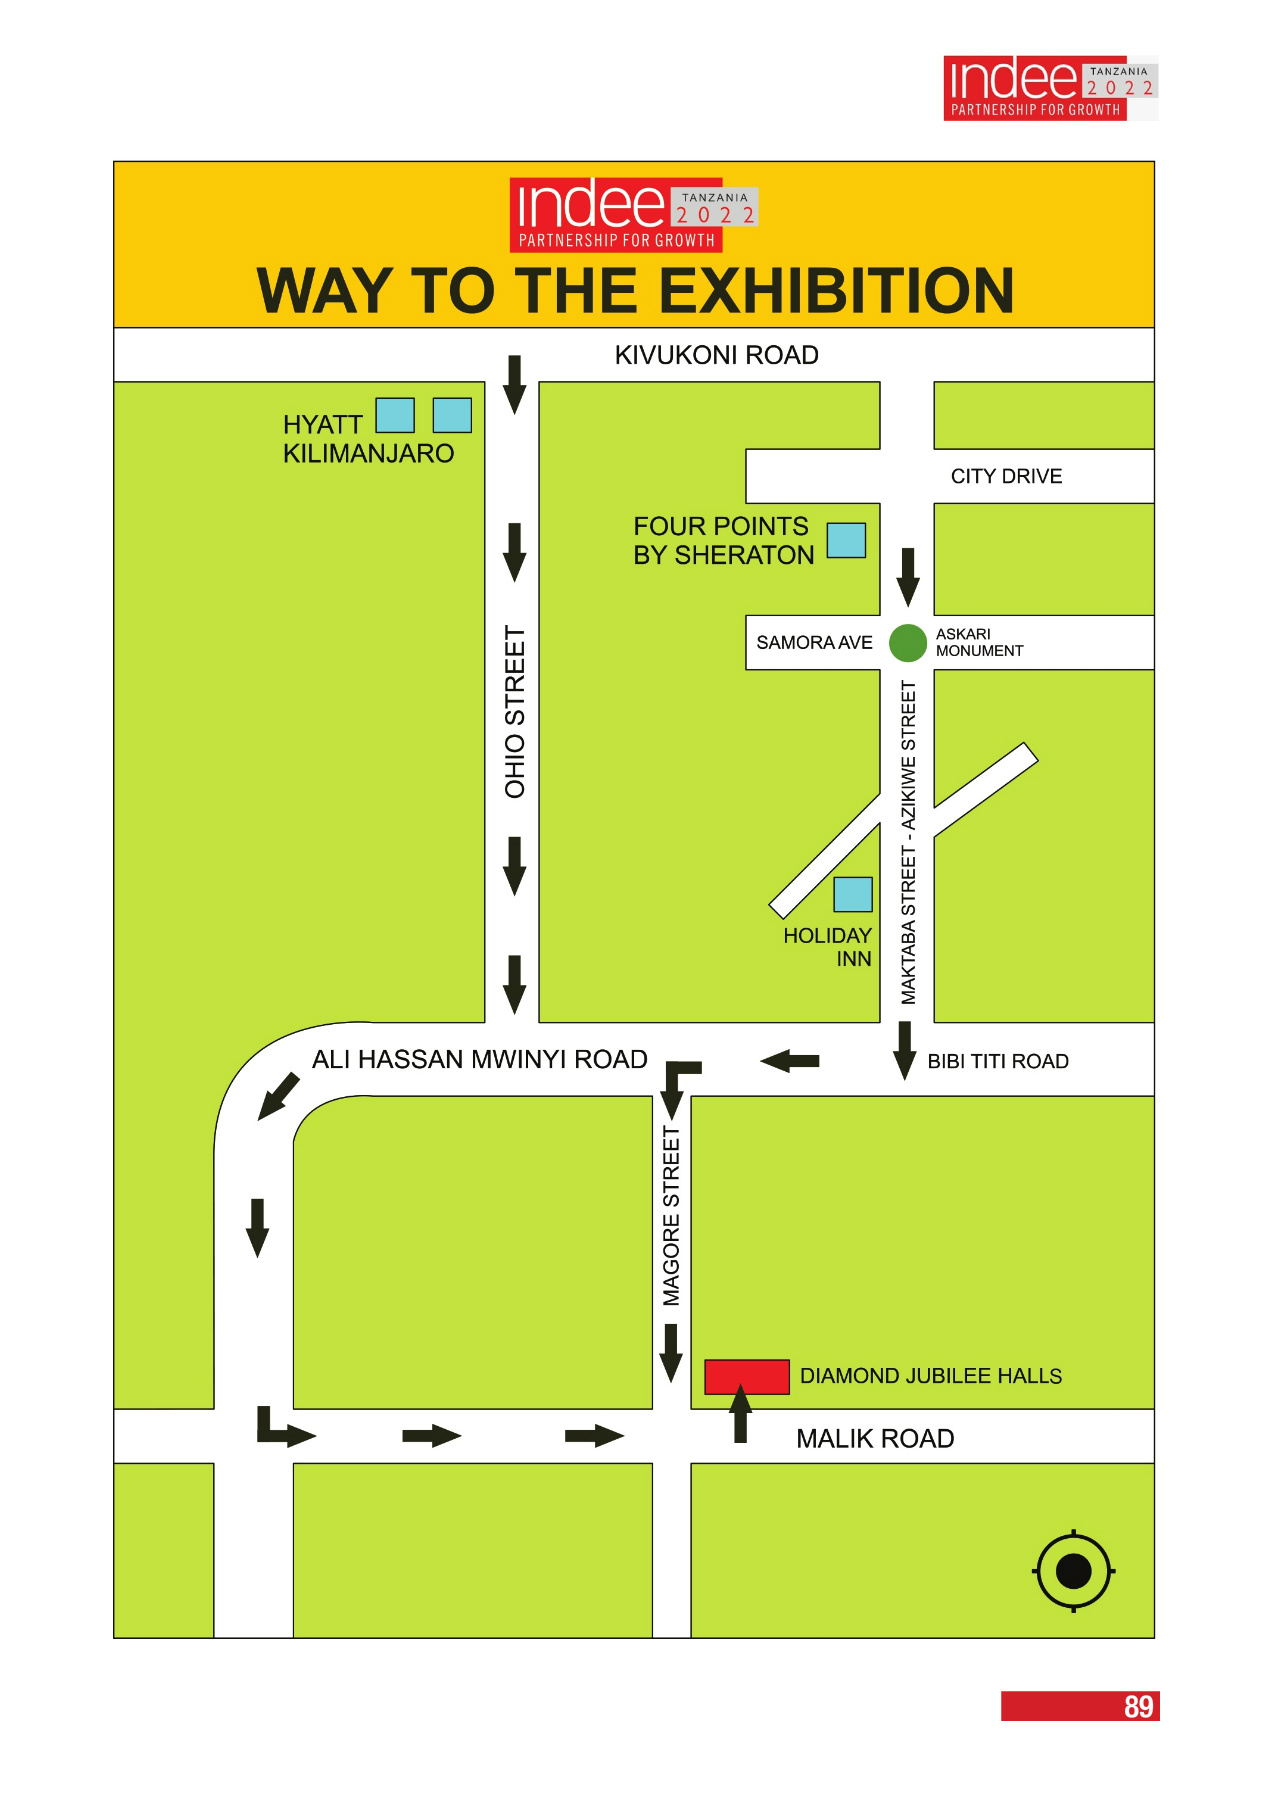 indee
TANZANIA
2022
PARTNERSHIP FOR GROWTH
indee
TANZANIA
2022
PARTNERSHIP FOR GROWTH
WAY TO THE EXHIBITION
KIVUKONI ROAD
HYATT
KILIMANJARO
CITY DRIVE
FOUR POINTS
BY SHERATON
SAMORA AVE
ASKARI
MONUMENT
OHIO STREET
MAKTABA STREET - AZIKIWE STREET
HOLIDAY
INN
ALI HASSAN MWINYI ROAD
BIBI TITI ROAD
MAGORE STREET
DIAMOND JUBILEE HALLS
MALIK ROAD
89